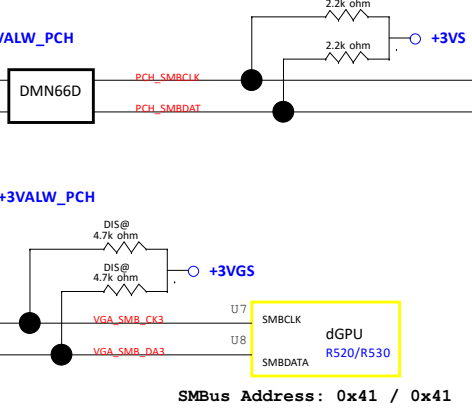 2.2k ohm
VALW_PCH
2.2k ohm
+3VS
DMN66D
PCH_SMBCLK
PCH_SMBDAT
+3VALW_PCH
DIS@
4.7k ohm
DIS@
4.7k ohm
+3VGS
VGA_SMB_CK3
U7
SMBCLK
dGPU
R520/R530
U8
VGA_SMB_DA3
SMBDATA
SMBus Address: 0x41 / 0x41